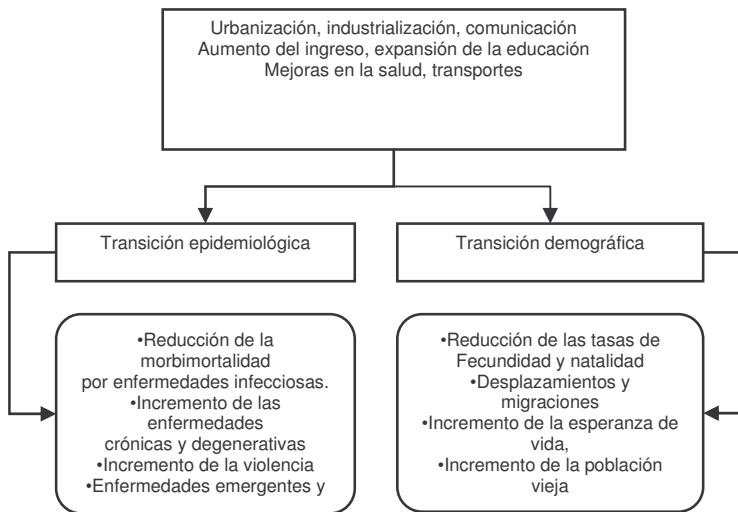 Urbanización, industrialización, comunicación
Aumento del ingreso, expansión de la educación
Mejoras en la salud, transportes
Transición epidemiológica
Transición demográfica
•Reducción de la
morbimortalidad
por enfermedades infecciosas.
•Incremento de las
enfermedades
crónicas y degenerativas
•Incremento de la violencia
•Enfermedades emergentes y
•Reducción de las tasas de
Fecundidad y natalidad
•Desplazamientos y
migraciones
•Incremento de la esperanza de
vida,
•Incremento de la población
vieja